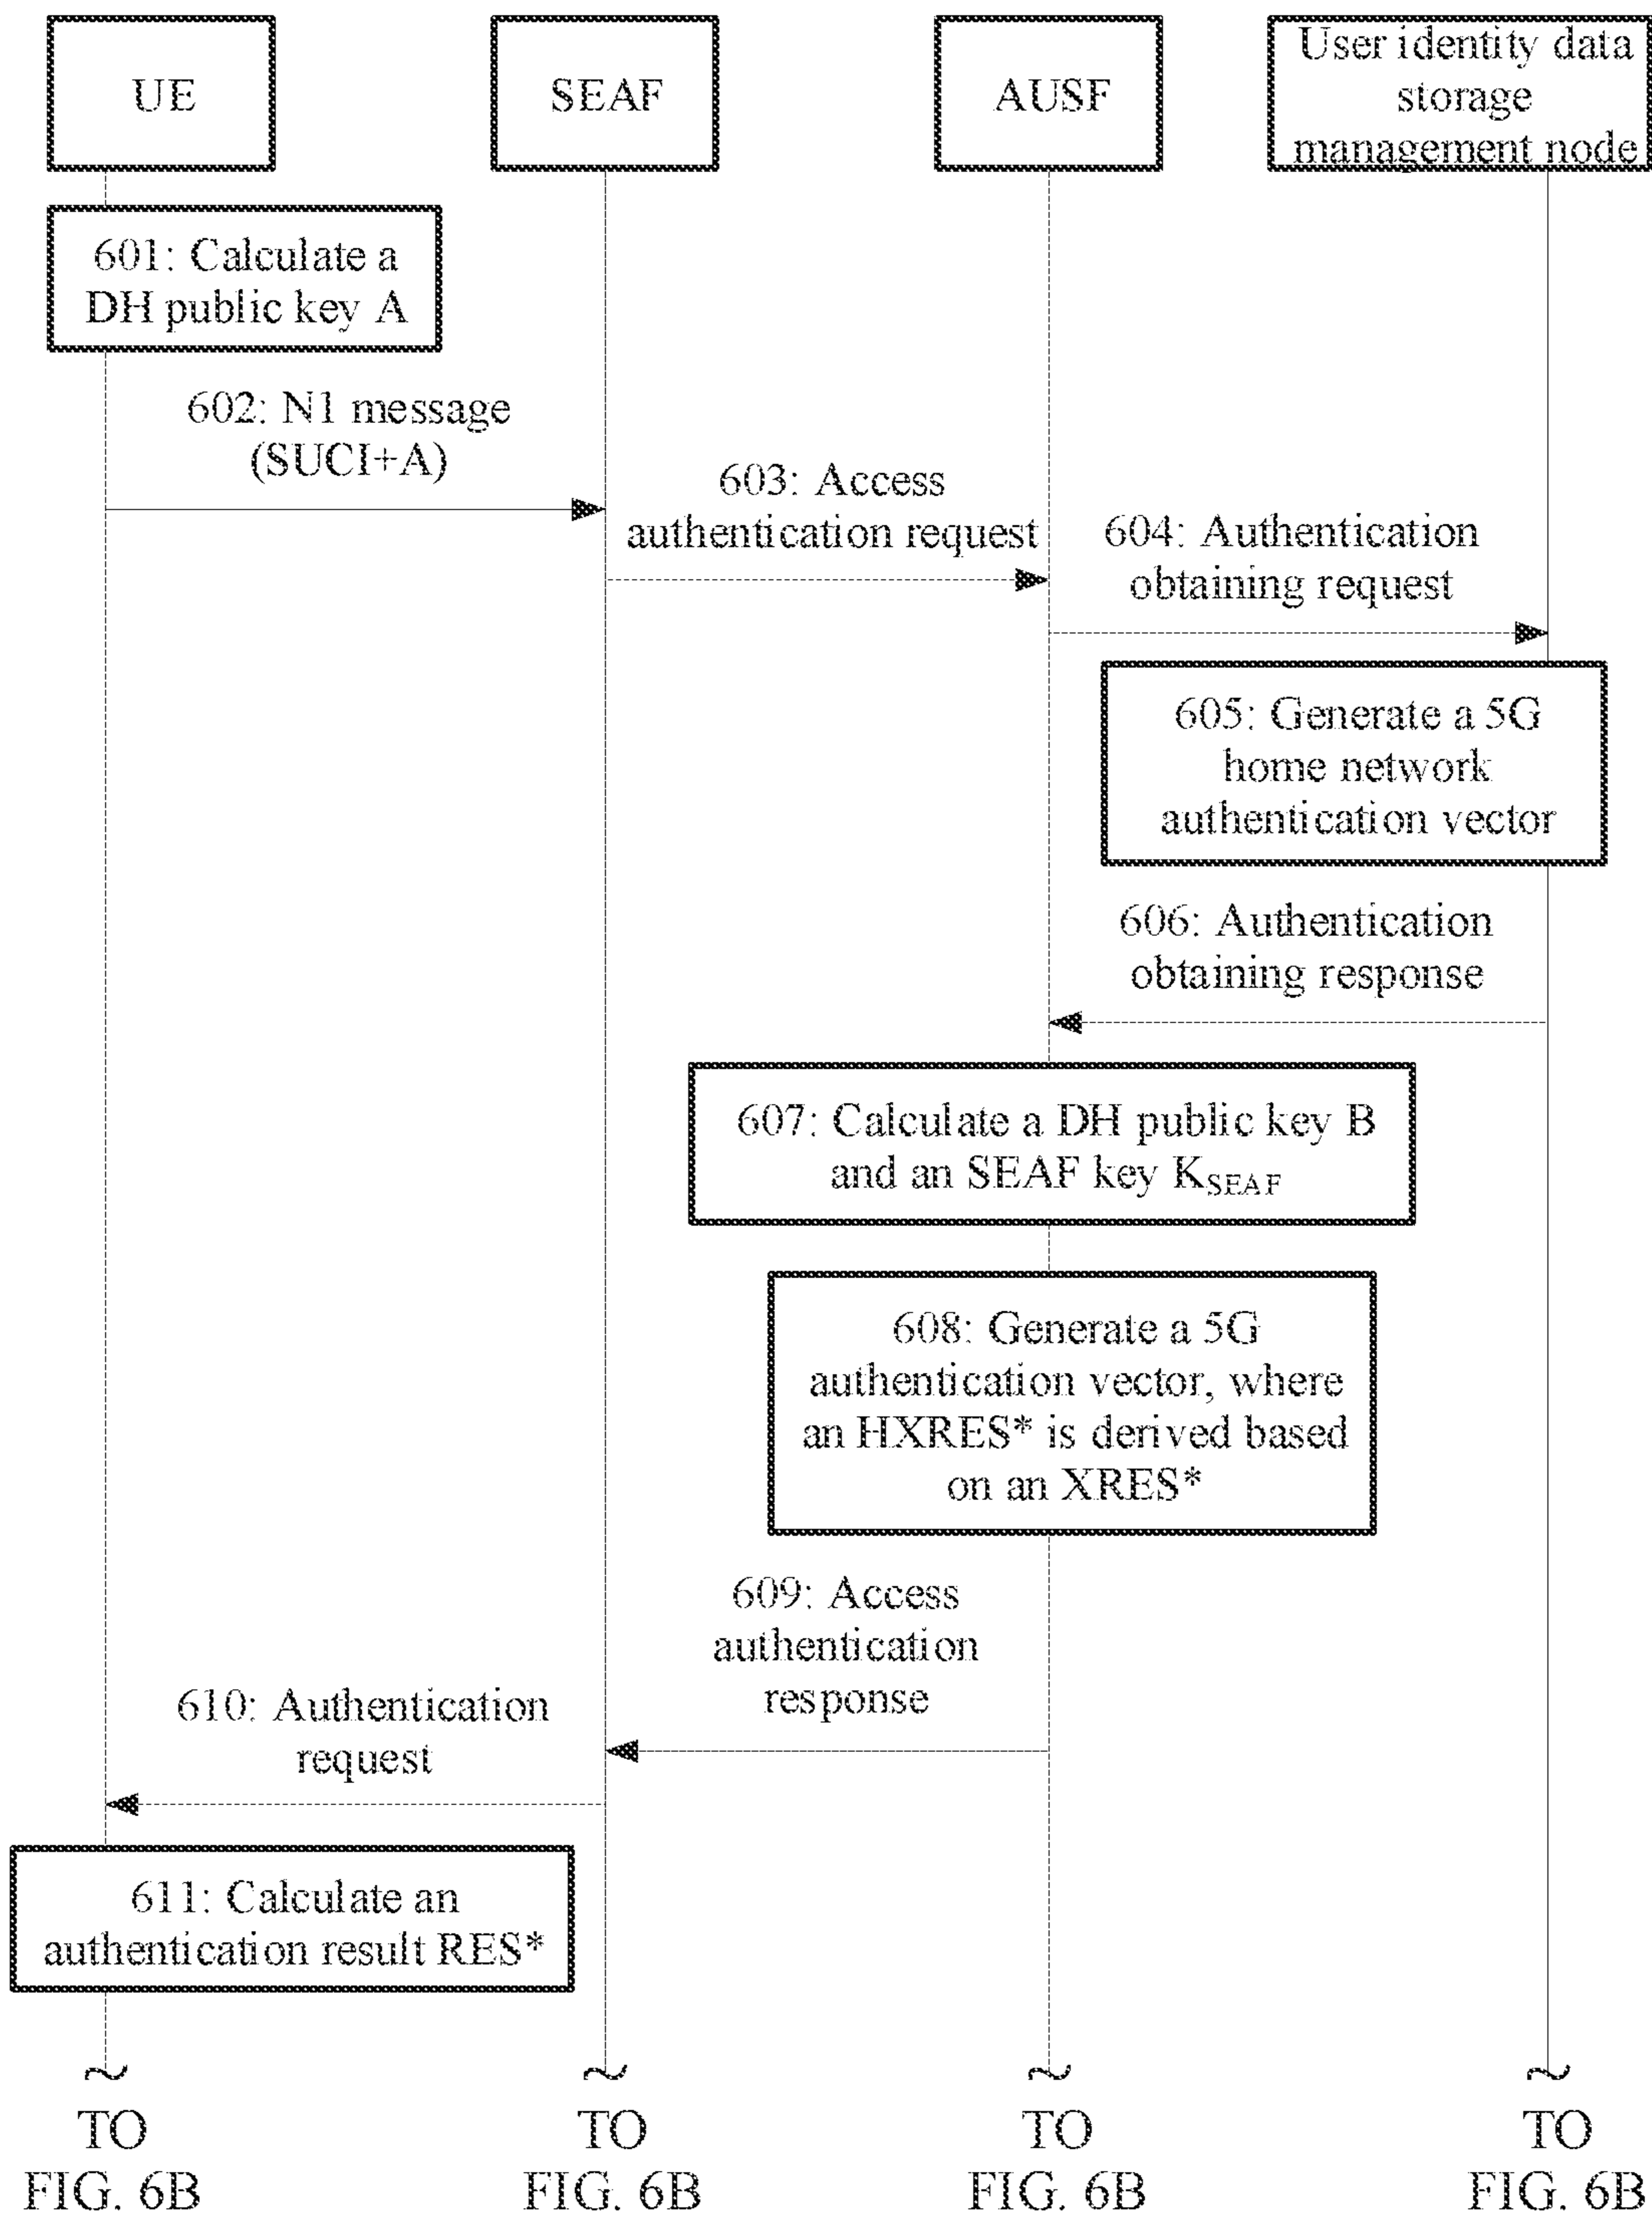 UE
SEAF
AUSF
User identity data
storage
management node
601: Calculate a
DH public key A
602: N1 message
(SUCI+A)
603: Access
authentication request
604: Authentication
obtaining request
605: Generate a 5G
home network
authentication vector
606: Authentication
obtaining response
607: Calculate a DH public key B
and an SEAF key KSEAF
608: Generate a 5G
authentication vector, where
an HXRES* is derived based
on an XRES*
609: Access
authentication
response
610: Authentication
request
611: Calculate an
authentication result RES*
~
TO
FIG. 6B
~
TO
FIG. 6B
~
TO
FIG. 6B
~
TO
FIG. 6B